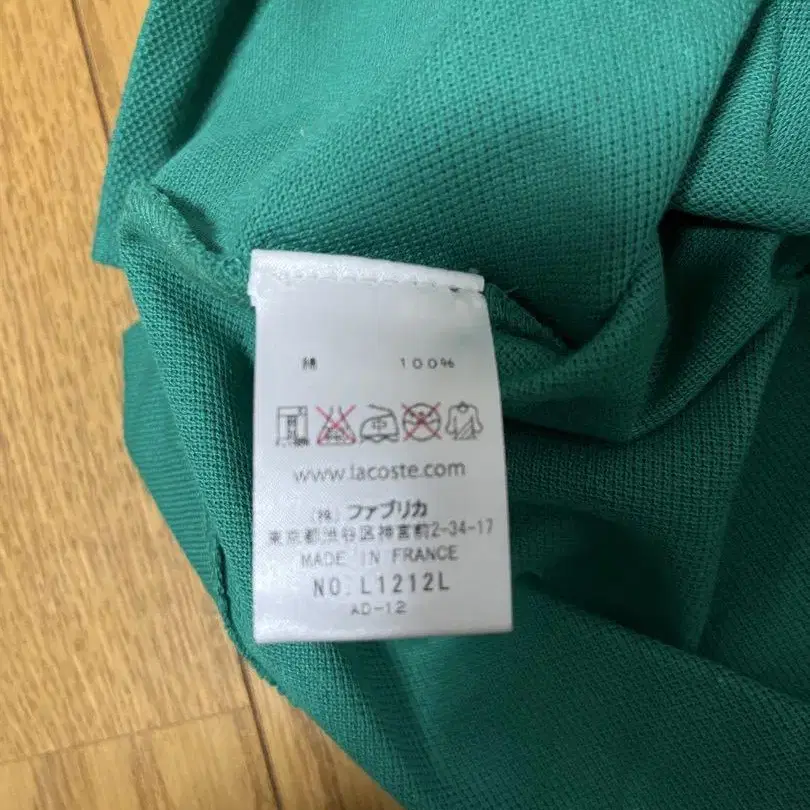 綿 100%
www.lacoste.com
(株) ファブリカ
東京都渋谷区神宮前2-34-17
MADE IN FRANCE
NO. L1212L
AD-12